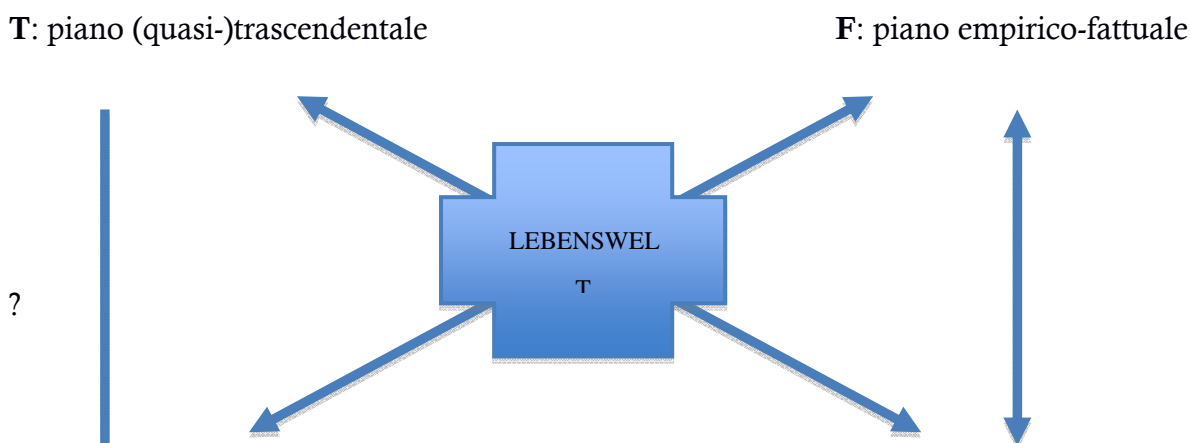 T: piano (quasi-)trascendentale
F: piano empirico-fattuale
LEBENSWEL
T
?